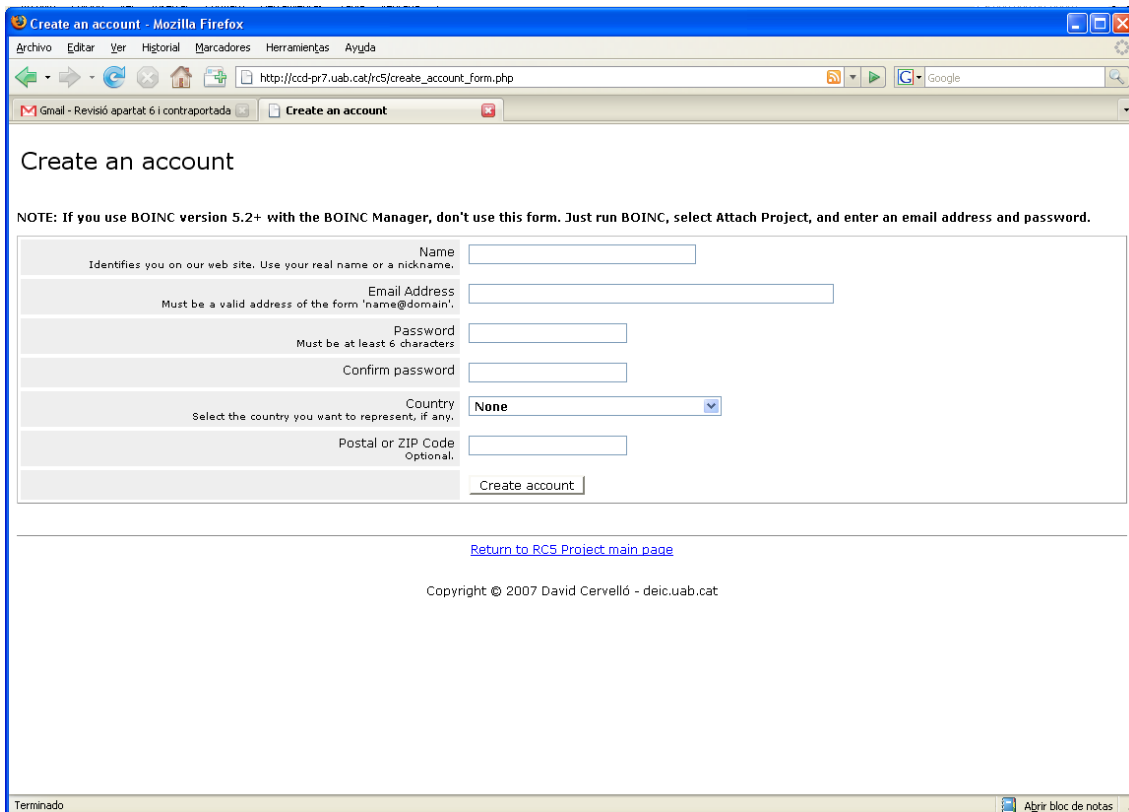 Create an account - Mozilla Firefox
Archivo Editar Ver Historial Marcadores Herramientas Ayuda
http://ccd-pr7.uab.cat/rc5/create_account_form.php
G Google
Gmail - Revisió apartat 6 i contraportada
Create an account
Create an account
NOTE: If you use BOINC version 5.2+ with the BOINC Manager, don't use this form. Just run BOINC, select Attach Project, and enter an email address and password.
Name
Identifies you on our web site. Use your real name or a nickname.
Email Address
Must be a valid address of the form 'name@domain'.
Password
Must be at least 6 characters
Confirm password
Country
Select the country you want to represent, if any.
None
Postal or ZIP Code
Optional.
Create account
Return to RC5 Project main page
Copyright © 2007 David Cervelló - deic.uab.cat
Terminado
Abrir bloc de notas